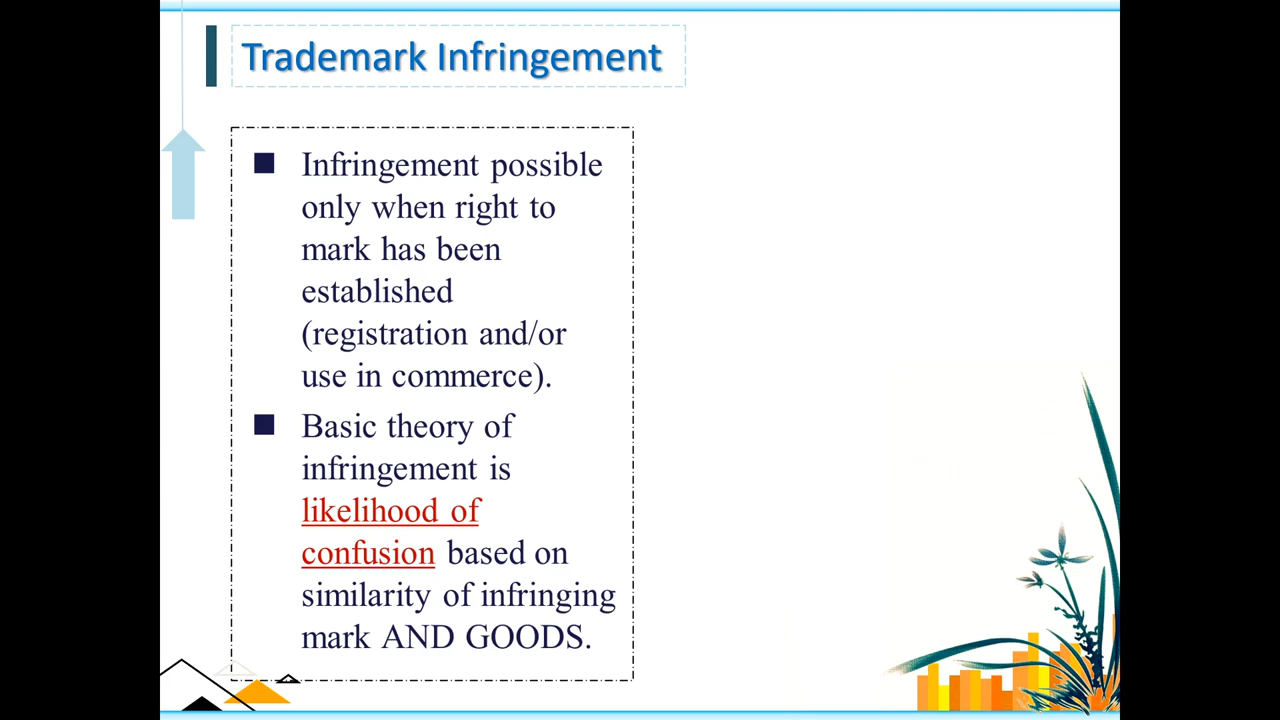 Trademark Infringement
Infringement possible
only when right to
mark has been
established
(registration and/or
use in commerce).
Basic theory of
infringement is
likelihood of
confusion based on
similarity of infringing
mark AND GOODS.